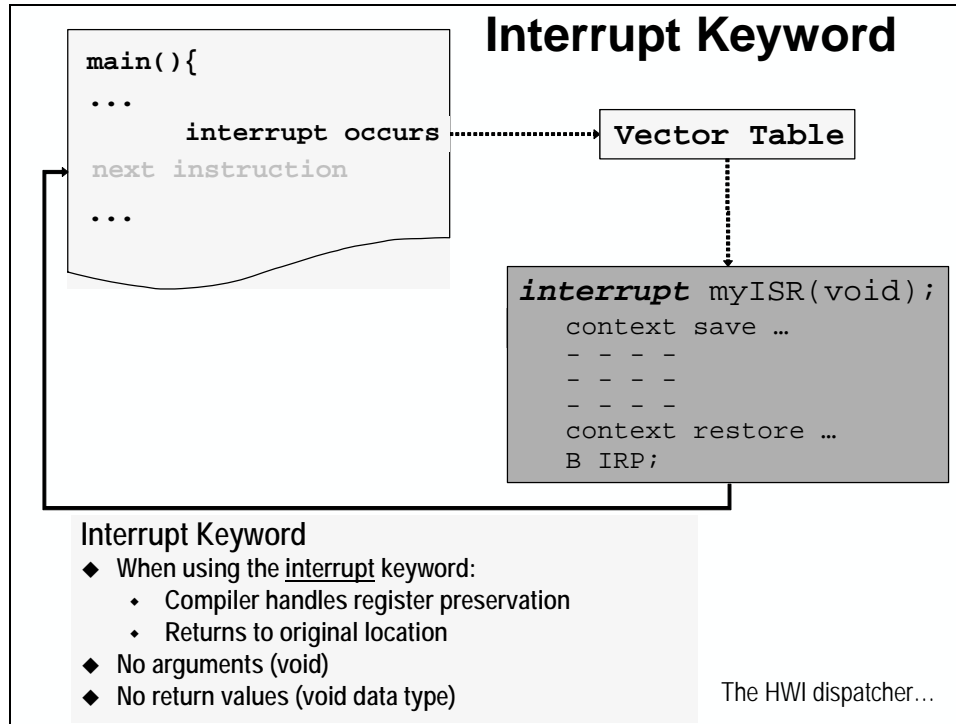 Interrupt Keyword
main(){
...
interrupt occurs
next instruction
...
Vector Table
interrupt myISR(void);
context save …
- - - -
- - - -
- - - -
context restore …
B IRP;
Interrupt Keyword
◆ When using the interrupt keyword:
◆ Compiler handles register preservation
◆ Returns to original location
◆ No arguments (void)
◆ No return values (void data type)
The HWI dispatcher…